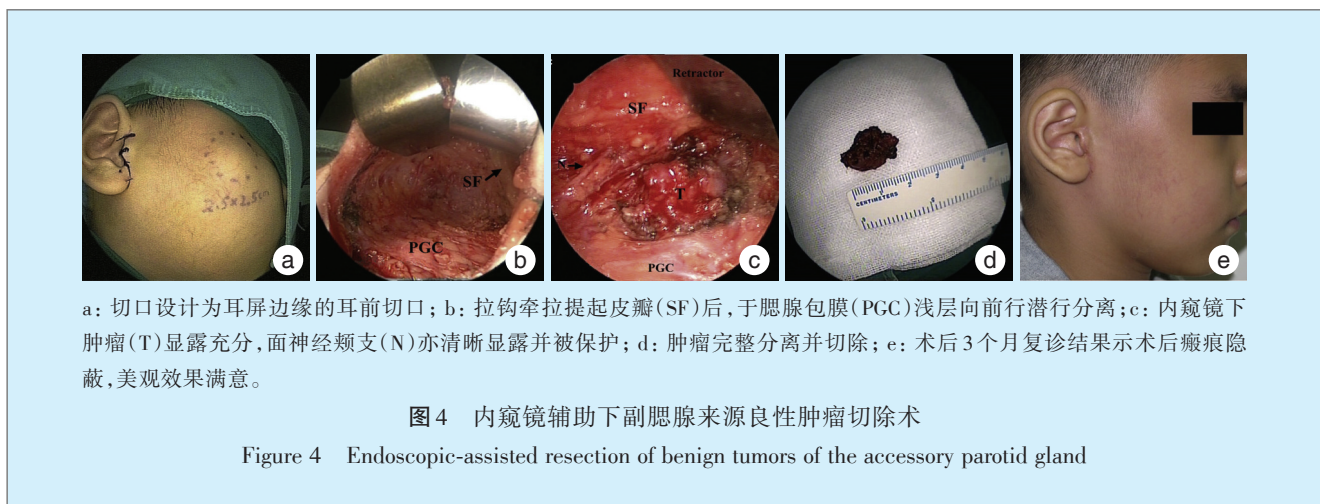 2.5×2.5cm
a
SF
PGC
b
Retractor
SF
N
T
PGC
c
CENTIMETERS
d
e
a: 切口设计为耳屏边缘的耳前切口; b: 拉钩牵拉提起皮瓣(SF)后,于腮腺包膜(PGC)浅层向前行潜行分离;c: 内窥镜下
肿瘤(T)显露充分,面神经颊支(N)亦清晰显露并被保护; d: 肿瘤完整分离并切除; e: 术后3个月复诊结果示术后瘢痕隐
蔽,美观效果满意。
图4 内窥镜辅助下副腮腺来源良性肿瘤切除术
Figure 4 Endoscopic-assisted resection of benign tumors of the accessory parotid gland